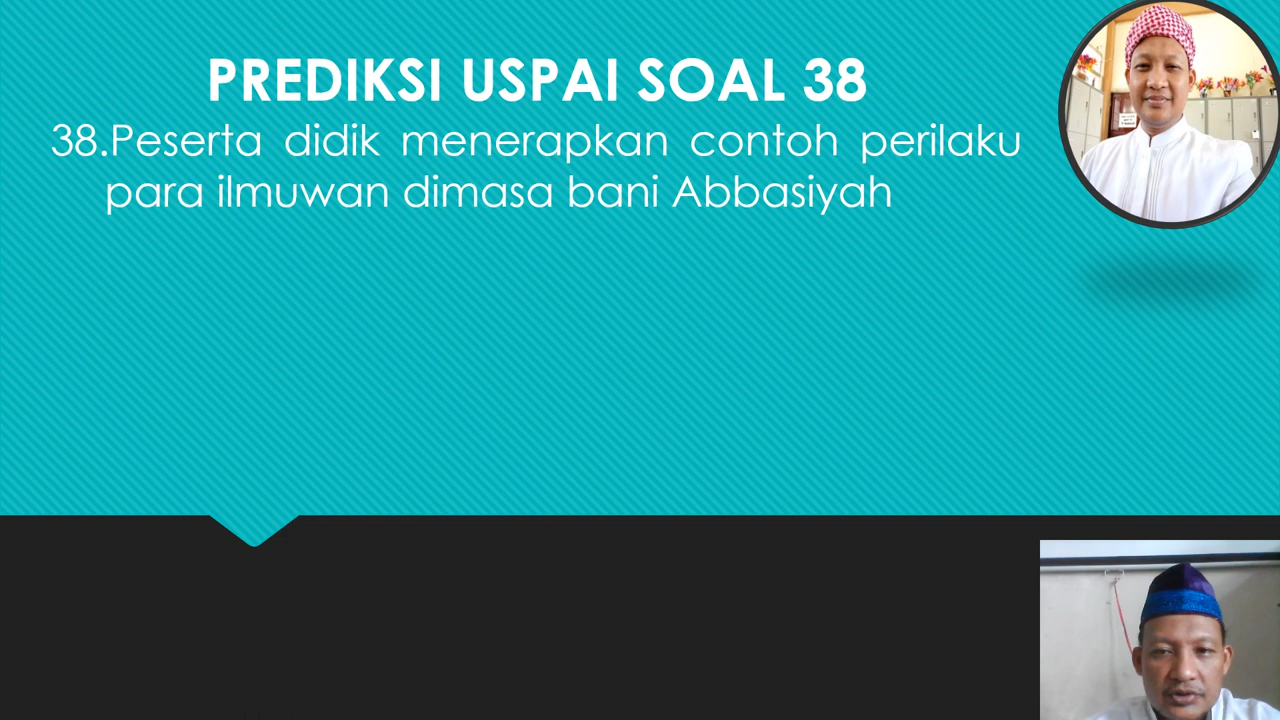 PREDIKSI USPAI SOAL 38
38.Peserta didik menerapkan contoh perilaku
para ilmuwan dimasa bani Abbasiyah